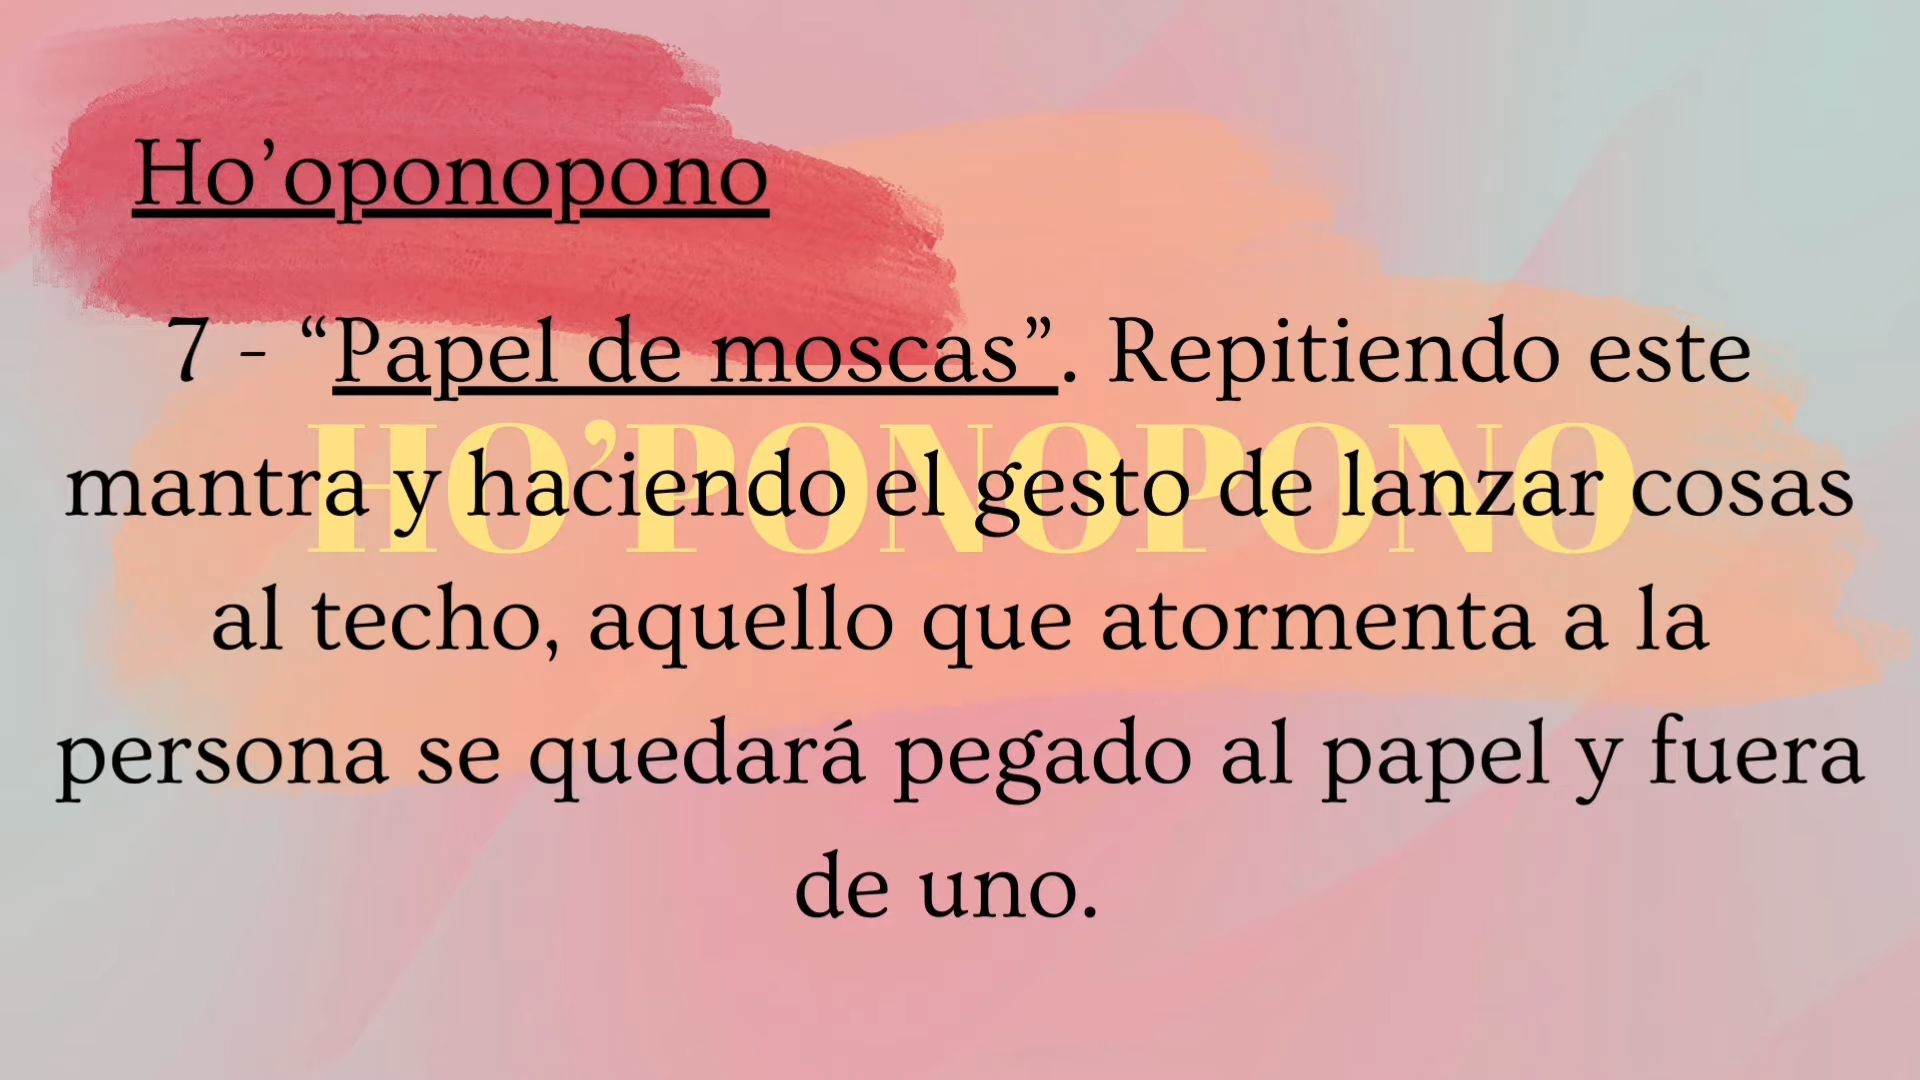 Ho’oponopono
7 - “Papel de moscas”. Repitiendo este
HO’PONOPONO
mantra y haciendo el gesto de lanzar cosas
al techo, aquello que atormenta a la
persona se quedará pegado al papel y fuera
de uno.